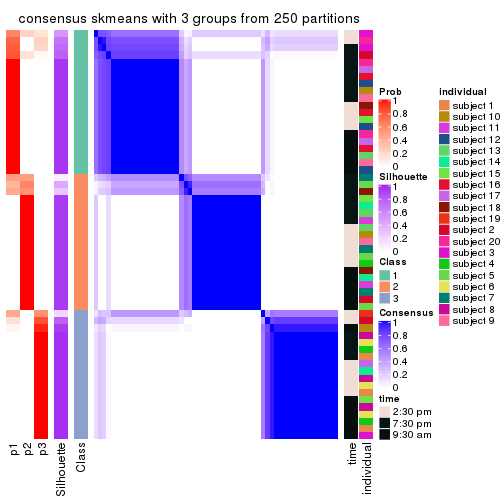 consensus skmeans with 3 groups from 250 partitions
p1
p2
p3
Silhouette
Class
time
individual
Prob
1
0.8
0.6
0.4
0.2
0
Silhouette
1
0.8
0.6
0.4
0.2
0
Class
1
2
3
Consensus
1
0.8
0.6
0.4
0.2
0
time
2:30 pm
7:30 pm
9:30 am
individual
subject 1
subject 10
subject 11
subject 12
subject 13
subject 14
subject 15
subject 16
subject 17
subject 18
subject 19
subject 2
subject 20
subject 3
subject 4
subject 5
subject 6
subject 7
subject 8
subject 9